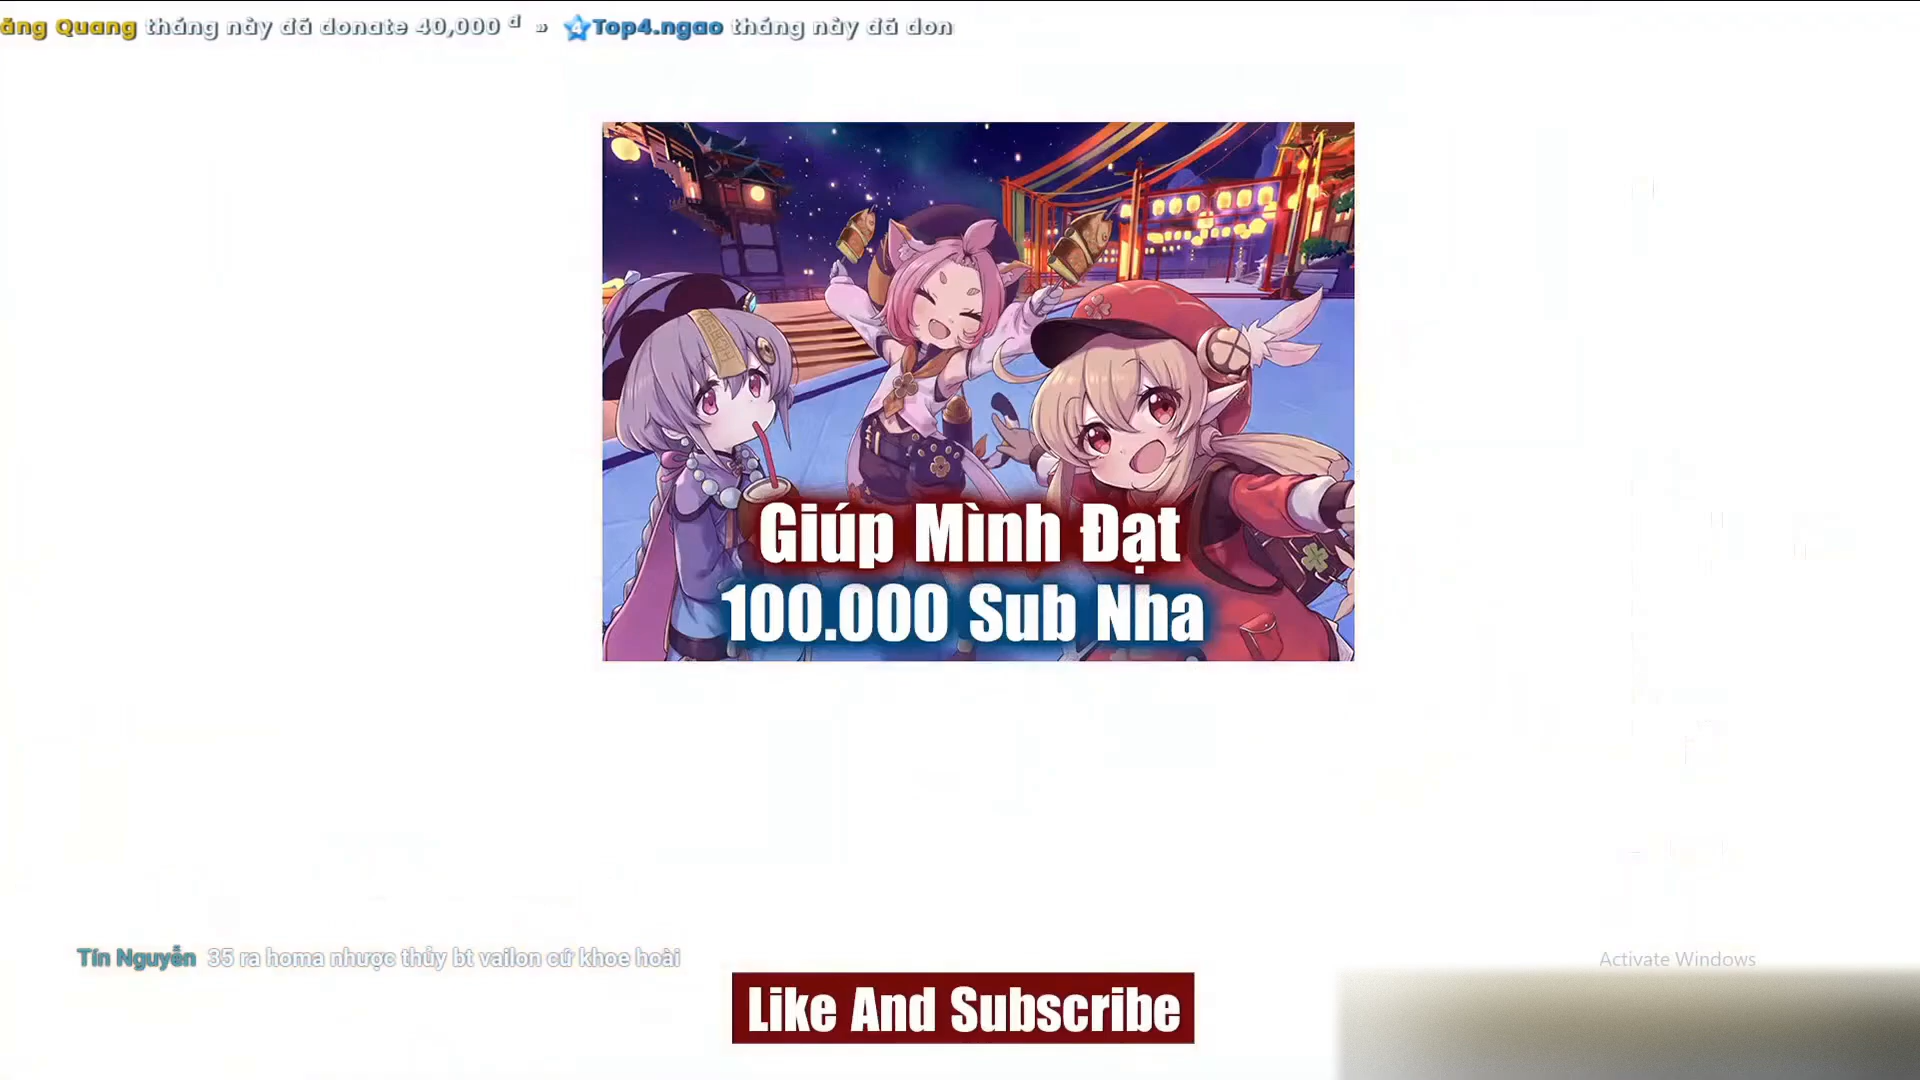 ăng Quang tháng này đã donate 40,000 đ » Top4.ngao tháng này đã don
Giúp Mình Đạt
100.000 Sub Nha
Tín Nguyễn 35 ra homa nhược thủy bt vailon cứ khoe hoài
Activate Windows
Like And Subscribe